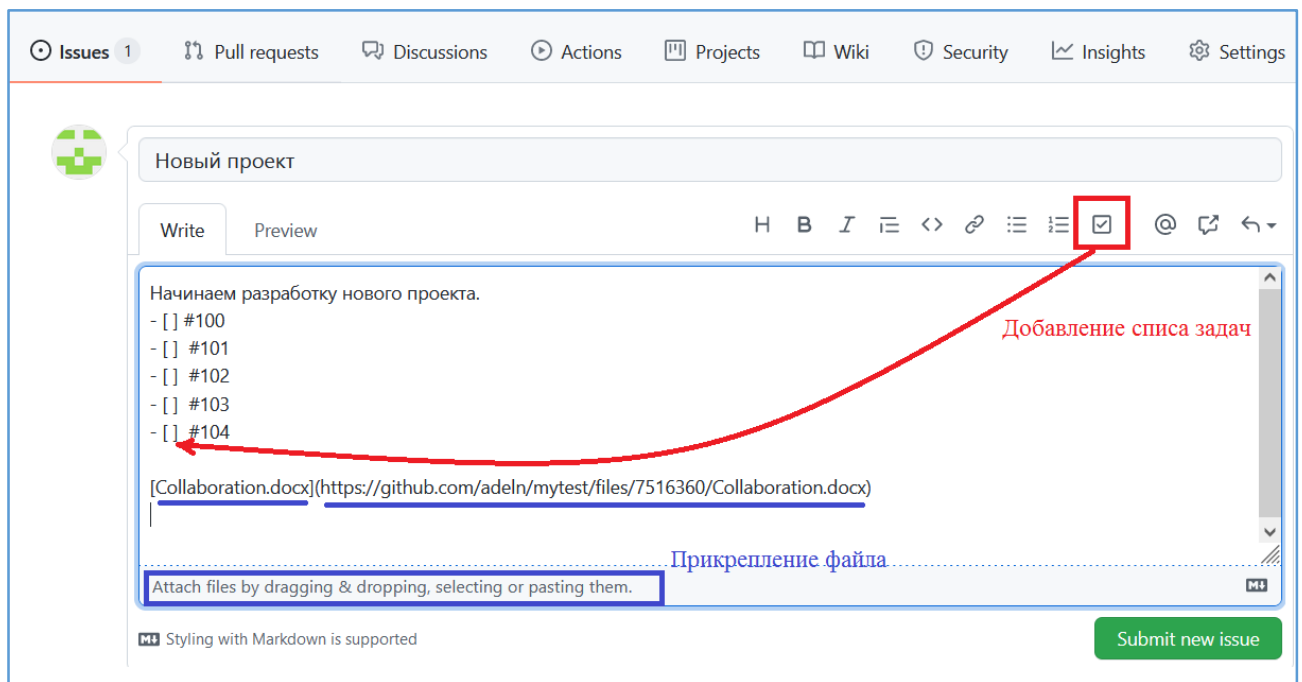 Issues 1 Pull requests Discussions Actions Projects Wiki Security Insights Settings
Новый проект
Write Preview H B I @
Начинаем разработку нового проекта.
- [ ] #100
- [ ] #101
- [ ] #102
- [ ] #103
- [ ] #104
Добавление списа задач
[Collaboration.docx](https://github.com/adeln/mytest/files/7516360/Collaboration.docx)
Прикрепление файла
Attach files by dragging & dropping, selecting or pasting them.
Styling with Markdown is supported
Submit new issue